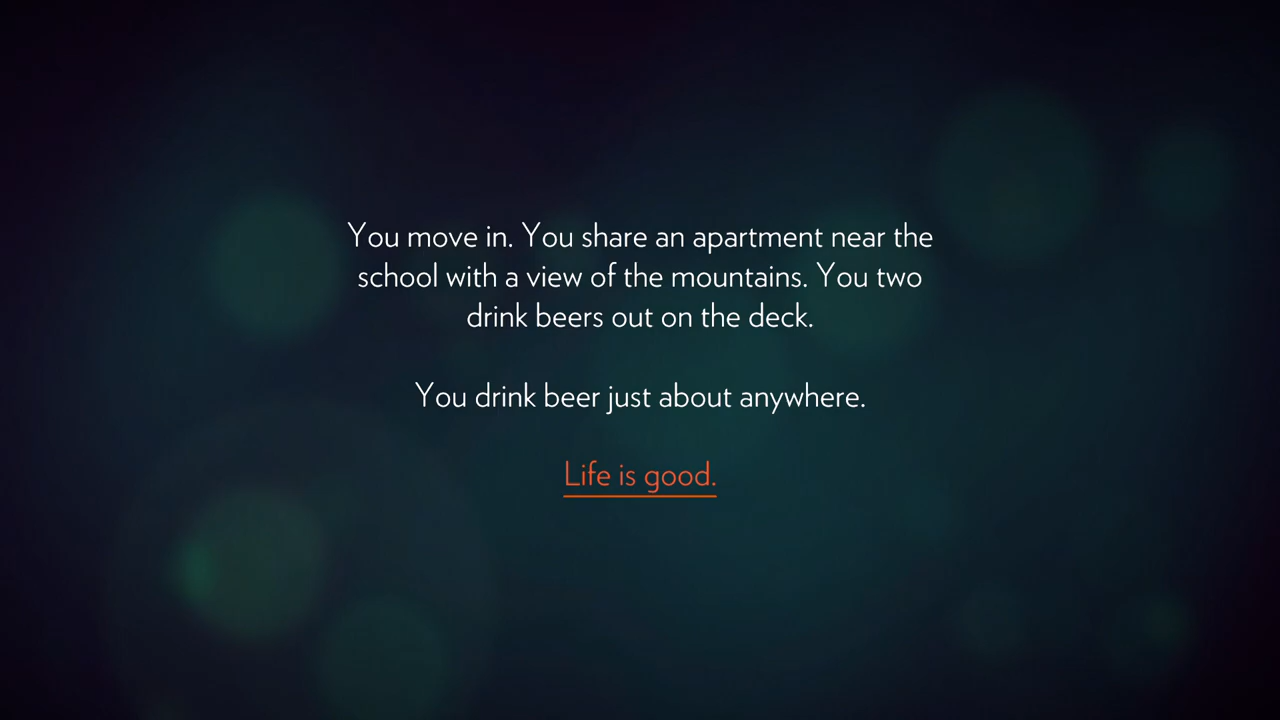 You move in. You share an apartment near the
school with a view of the mountains. You two
drink beers out on the deck.
You drink beer just about anywhere.
Life is good.